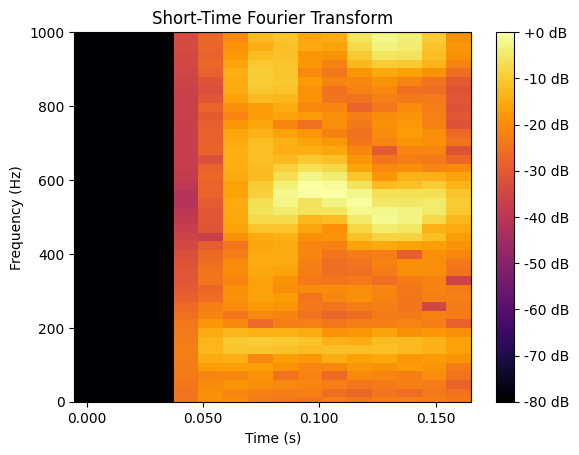 Short-Time Fourier Transform
1000
800
600
400
200
0
Frequency (Hz)
0.000
0.050
0.100
0.150
Time (s)
+0 dB
-10 dB
-20 dB
-30 dB
-40 dB
-50 dB
-60 dB
-70 dB
-80 dB